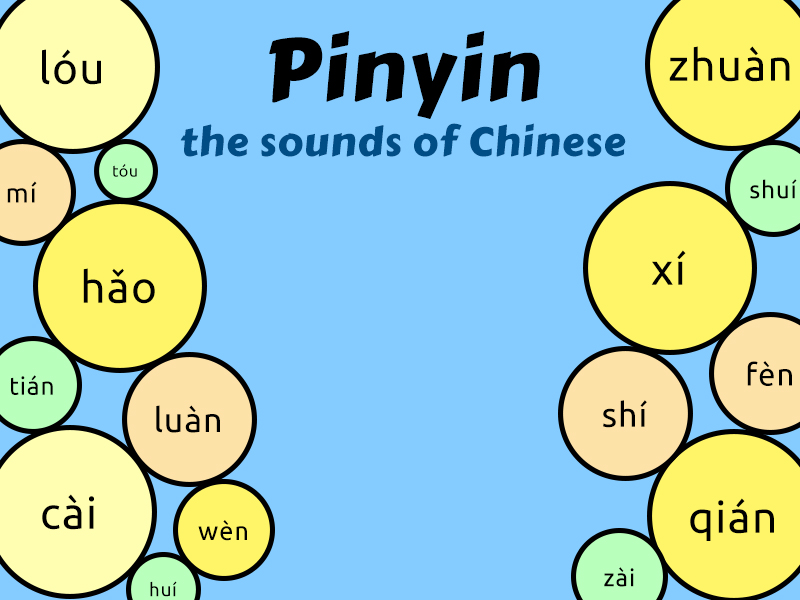 Pinyin
the sounds of Chinese
lóu
mí
tóu
hǎo
tián
luàn
cài
wèn
huí
zhuàn
shuí
xí
fèn
shí
qián
zài